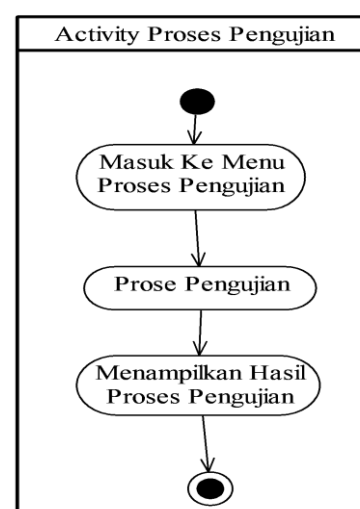 Activity Proses Pengujian
Masuk Ke Menu
Proses Pengujian
Prose Pengujian
Menampilkan Hasil
Proses Pengujian